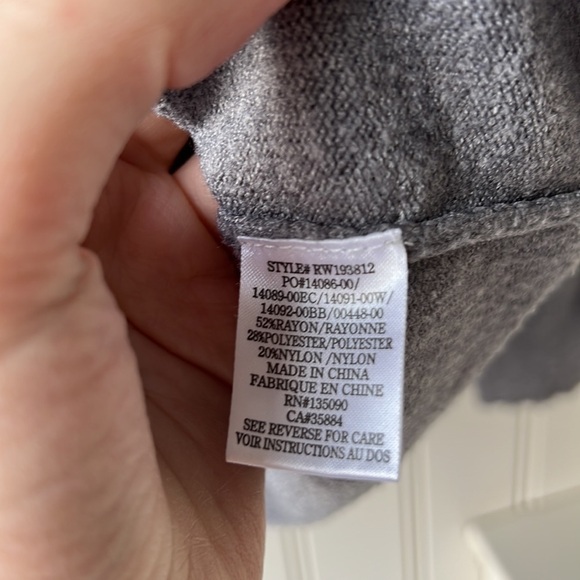 STYLE# KW193812
PO#14086-00/
14089-00EC/14091-00W/
14092-00BB/00448-00
52%RAYON/RAYONNE
28%POLYESTER/POLYESTER
20%NYLON /NYLON
MADE IN CHINA
FABRIQUE EN CHINE
RN#135090
CA#35884
SEE REVERSE FOR CARE
VOIR INSTRUCTIONS AU DOS